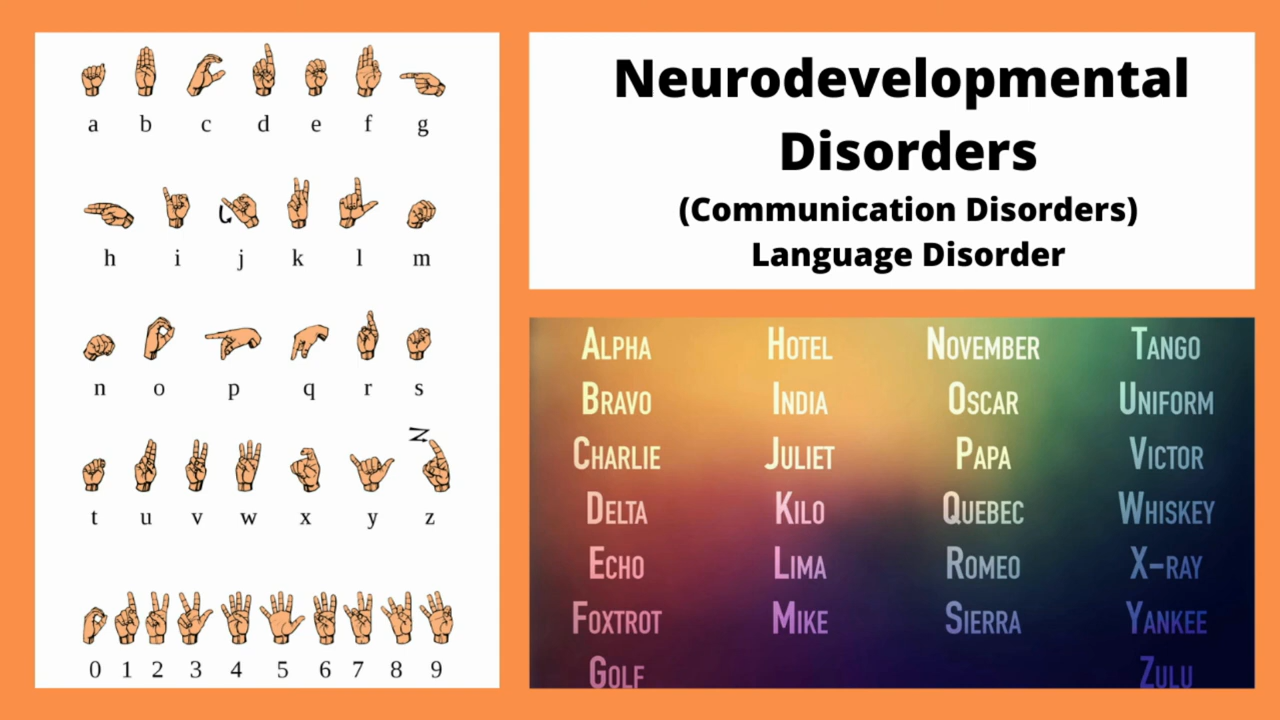 a b c d e f g
h i j k l m
n o p q r s
t u v w x y z
0 1 2 3 4 5 6 7 8 9
Neurodevelopmental
Disorders
(Communication Disorders)
Language Disorder
ALPHA HOTEL NOVEMBER TANGO
BRAVO INDIA OSCAR UNIFORM
CHARLIE JULIET PAPA VICTOR
DELTA KILO QUEBEC WHISKEY
ECHO LIMA ROMEO X-RAY
FOXTROT MIKE SIERRA YANKEE
GOLF ZULU